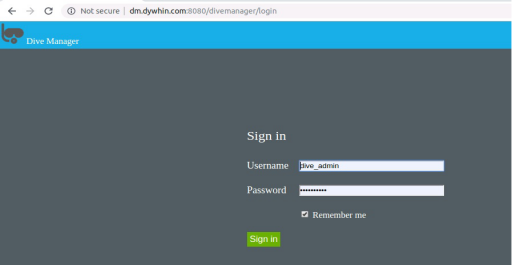 Not secure | dm.dywhin.com:8080/divemanager/login
Dive Manager
Sign in
Username dive_admin
Password ••••••••••
Remember me
Sign in